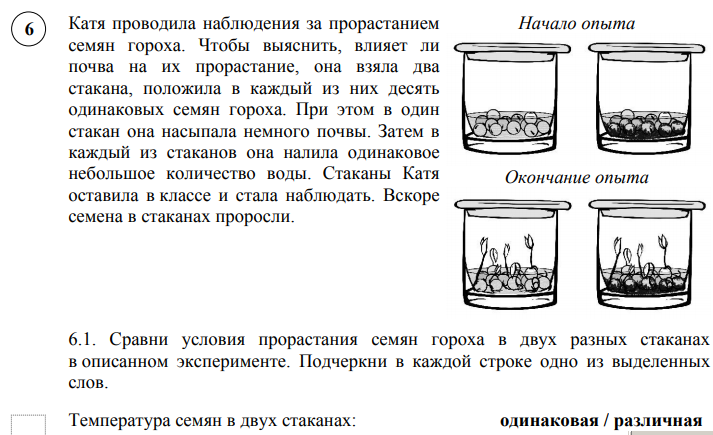 6
Катя проводила наблюдения за прорастанием
семян гороха. Чтобы выяснить, влияет ли
почва на их прорастание, она взяла два
стакана, положила в каждый из них десять
одинаковых семян гороха. При этом в один
стакан она насыпала немного почвы. Затем в
каждый из стаканов она налила одинаковое
небольшое количество воды. Стаканы Катя
оставила в классе и стала наблюдать. Вскоре
семена в стаканах проросли.
Начало опыта
Окончание опыта
6.1. Сравни условия прорастания семян гороха в двух разных стаканах
в описанном эксперименте. Подчеркни в каждой строке одно из выделенных
слов.
Температура семян в двух стаканах: одинаковая / различная